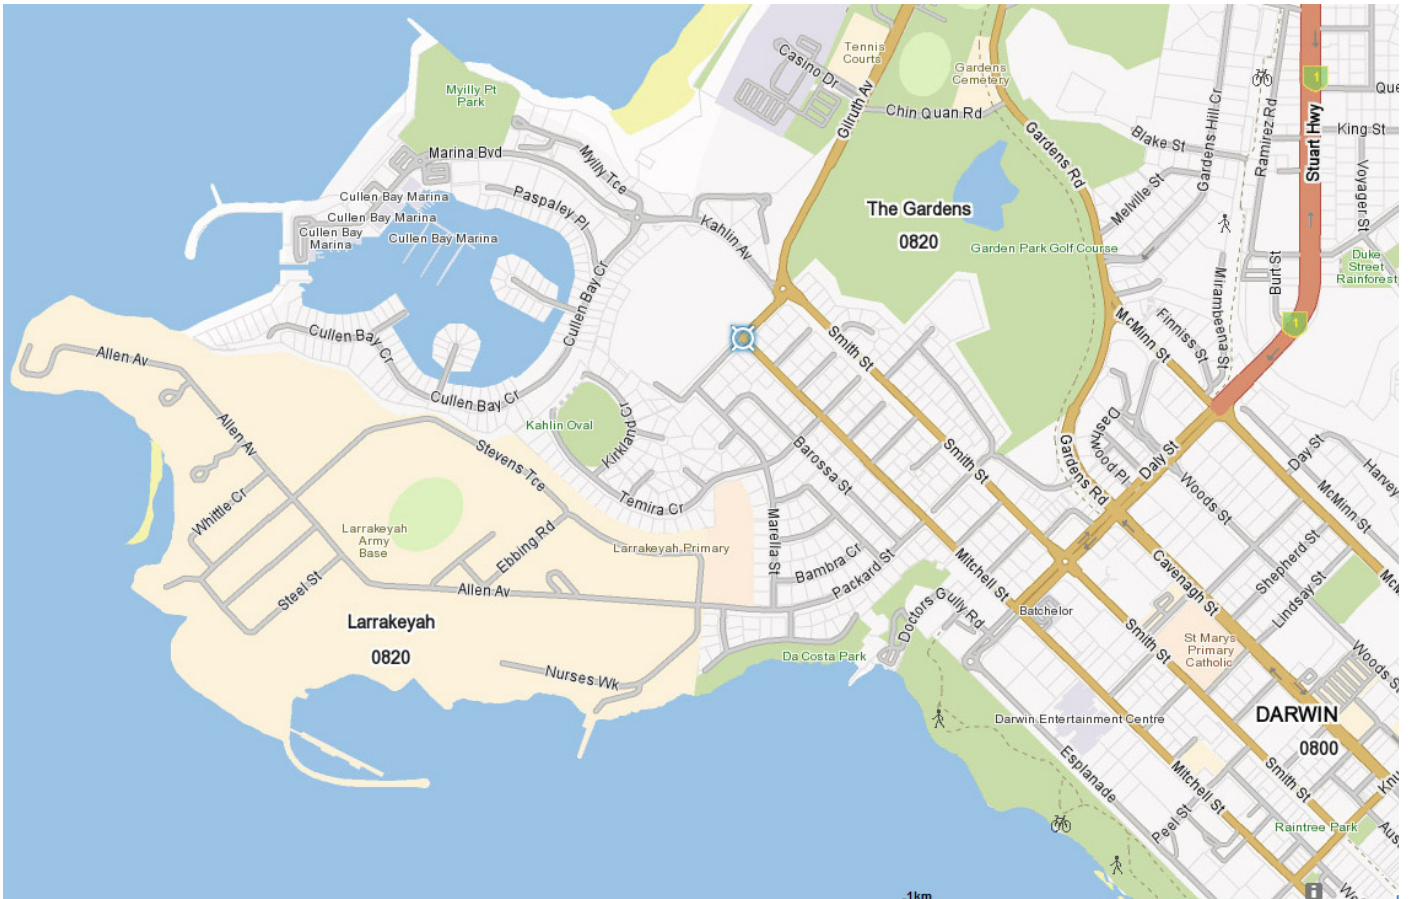 Tennis
Courts
Casino Dr
Gardens
Cemetery
Myilly Pt
Park
Gilruth Av
Chin Quan Rd
Gardens Rd
Blake St
Gardens Hill Cr
Ramirez Rd
1
Stuart Hwy
King St
Voyager St
Marina Bvd
Myilly Tce
Paspaley Pl
Cullen Bay Marina
Cullen Bay Marina
Cullen Bay
Marina
Cullen Bay Marina
Kahlin Av
The Gardens
0820
Garden Park Golf Course
Melville St
Duke
Street
Rainforest
Burt St
Mirambeena St
Cullen Bay Cr
Finniss St
McMinn St
1
Smith St
Allen Av
Cullen Bay Cr
Cullen Bay Cr
Kahlin Oval
Kirkland Cr
Allen Av
Stevens Tce
Barossa St
Smith St
Dashwood Pl
Gardens Rd
Daly St
Day St
Harvey
Woods St
McMinn St
Whittle Cr
Temira Cr
Larrakeyah
Army
Base
Ebbing Rd
Larrakeyah Primary
Marella St
Bambra Cr
Packard St
Mitchell St
Cavenagh St
Shepherd St
Lindsay St
Steel St
Allen Av
Larrakeyah
0820
Doctors Gully Rd
Batchelor
Smith St
St Marys
Primary
Catholic
Woods S
Da Costa Park
Nurses Wk
Darwin Entertainment Centre
DARWIN
0800
Esplanade
Mitchell St
Smith St
Peel St
Raintree Park
1km